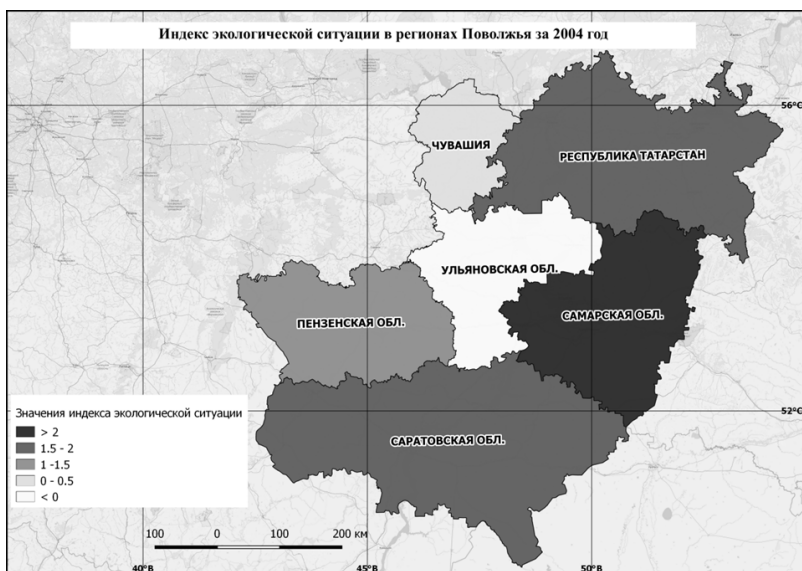 Индекс экологической ситуации в регионах Поволжья за 2004 год
56°С
ЧУВАШИЯ
РЕСПУБЛИКА ТАТАРСТАН
УЛЬЯНОВСКАЯ ОБЛ.
САМАРСКАЯ ОБЛ.
ПЕНЗЕНСКАЯ ОБЛ.
52°С
САРАТОВСКАЯ ОБЛ.
Значения индекса экологической ситуации
> 2
1.5 - 2
1 -1.5
0 - 0.5
< 0
100 0 100 200 км
40°В 45°В 50°В